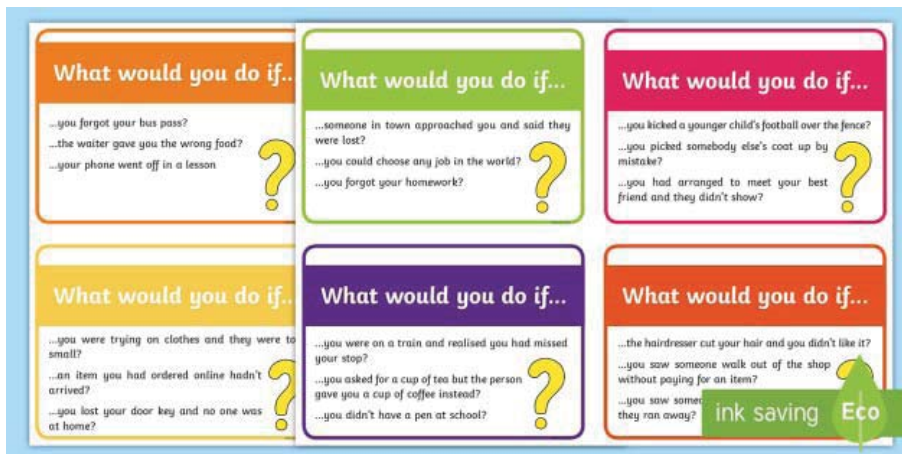 What would you do if...
...you forgot your bus pass?
...the waiter gave you the wrong food?
...your phone went off in a lesson
What would you do if...
...someone in town approached you and said they
were lost?
...you could choose any job in the world?
...you forgot your homework?
What would you do if...
...you kicked a younger child's football over the fence?
...you picked somebody else's coat up by
mistake?
...you had arranged to meet your best
friend and they didn't show?
What would you do if...
...you were trying on clothes and they were to
small?
...an item you had ordered online hadn't
arrived?
...you lost your door key and no one was
at home?
What would you do if...
...you were on a train and realised you had missed
your stop?
...you asked for a cup of tea but the person
gave you a cup of coffee instead?
...you didn't have a pen at school?
What would you do if...
...the hairdresser cut your hair and you didn't like it?
...you saw someone walk out of the shop
without paying for an item?
...you saw
they ran away?
ink saving
Eco